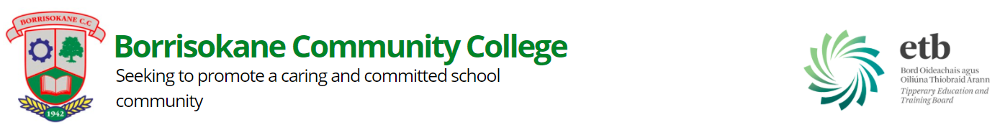 BORRISOKANE C.C
1942
Borrisokane Community College
Seeking to promote a caring and committed school
community
etb
Bord Oideachais agus
Oiliúna Thiobraid Árann
Tipperary Education and
Training Board